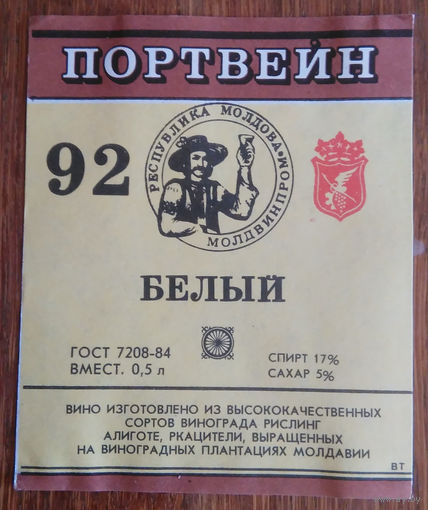 ПОРТВЕЙН
92
РЕСПУБЛИКА МОЛДОВА
МОЛДВИНПРОМ
БЕЛЫЙ
ГОСТ 7208-84
ВМЕСТ. 0,5 л
СПИРТ 17%
САХАР 5%
ВИНО ИЗГОТОВЛЕНО ИЗ ВЫСОКОКАЧЕСТВЕННЫХ
СОРТОВ ВИНОГРАДА РИСЛИНГ
АЛИГОТЕ, РКАЦИТЕЛИ, ВЫРАЩЕННЫХ
НА ВИНОГРАДНЫХ ПЛАНТАЦИЯХ МОЛДАВИИ
ВТ